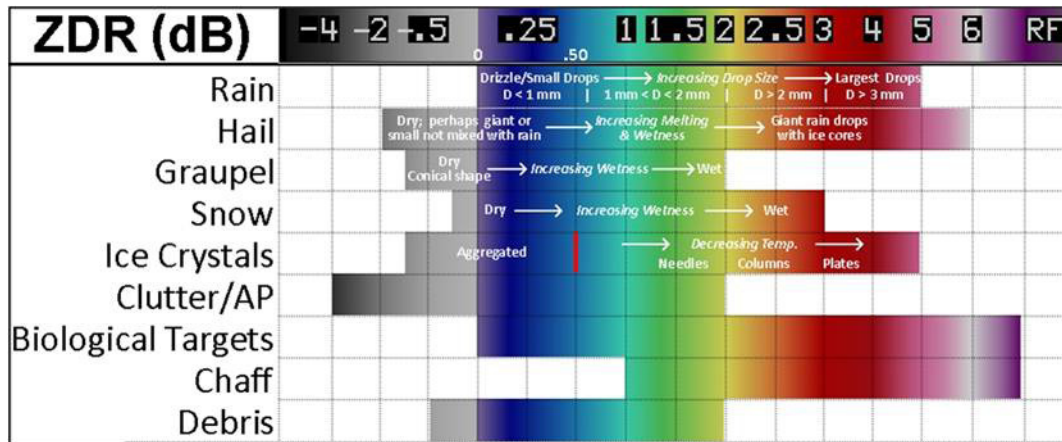 ZDR (dB) -4 -2 -.5 0 .25 .50 1 1.5 2 2.5 3 4 5 6 RF
Rain Drizzle/Small Drops Increasing Drop Size Largest Drops
D < 1 mm | 1 mm < D < 2 mm | D > 2 mm | D > 3 mm
Hail Dry; perhaps giant or small not mixed with rain Increasing Melting & Wetness Giant rain drops with ice cores
Graupel Dry Conical shape Increasing Wetness Wet
Snow Dry Increasing Wetness Wet
Ice Crystals Aggregated Decreasing Temp.
Needles Columns Plates
Clutter/AP
Biological Targets
Chaff
Debris